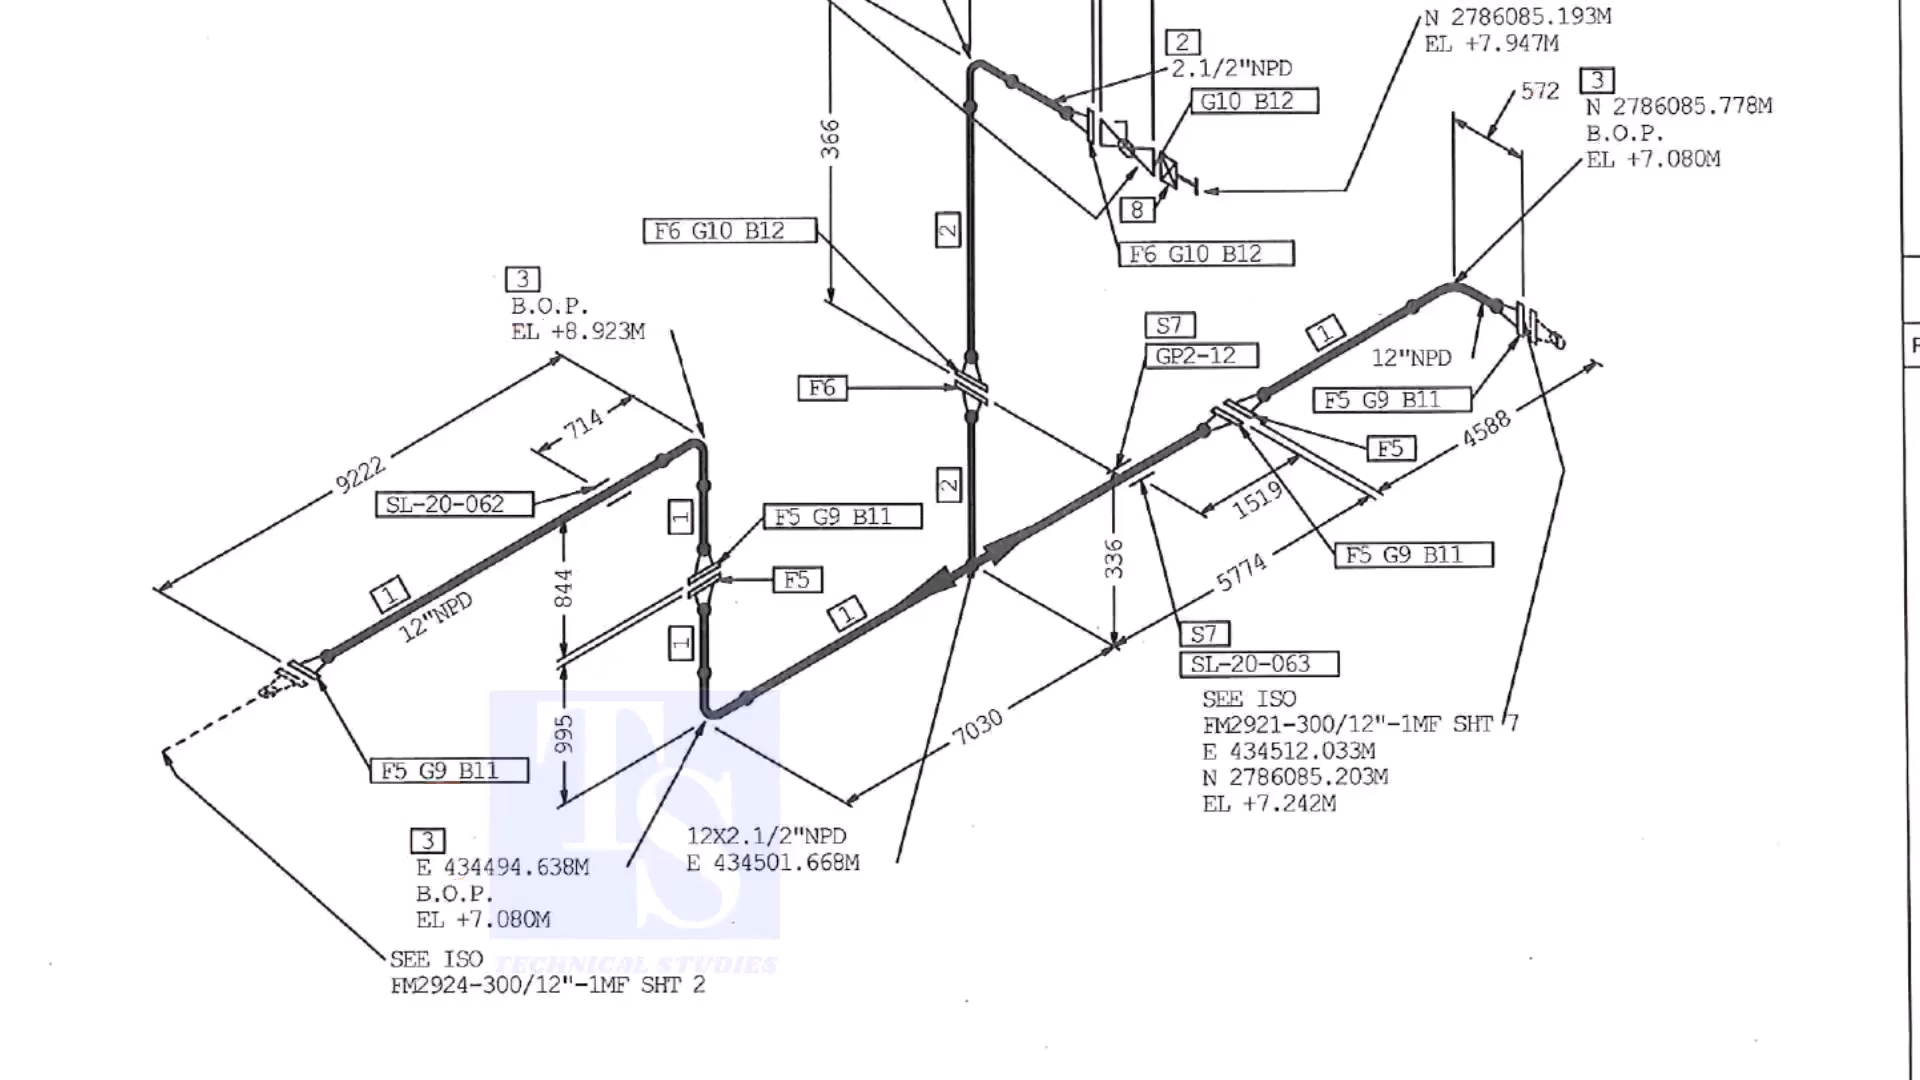 N 2786085.193M
EL +7.947M
2
2.1/2"NPD
G10 B12
572
3
N 2786085.778M
B.O.P.
EL +7.080M
366
8
F6 G10 B12
2
F6 G10 B12
3
B.O.P.
EL +8.923M
S7
GP2-12
1
12"NPD
F6
F5 G9 B11
714
4588
F5
9222
SL-20-062
2
1519
1
F5 G9 B11
F5 G9 B11
336
5774
F5
844
1
12"NPD
1
1
S7
SL-20-063
SEE ISO
FM2921-300/12"-1MF SHT 7
E 434512.033M
N 2786085.203M
EL +7.242M
995
7030
F5 G9 B11
TS
12X2.1/2"NPD
E 434501.668M
3
E 434494.638M
B.O.P.
EL +7.080M
SEE ISO
FM2924-300/12"-1MF SHT 2
TECHNICAL STUDIES